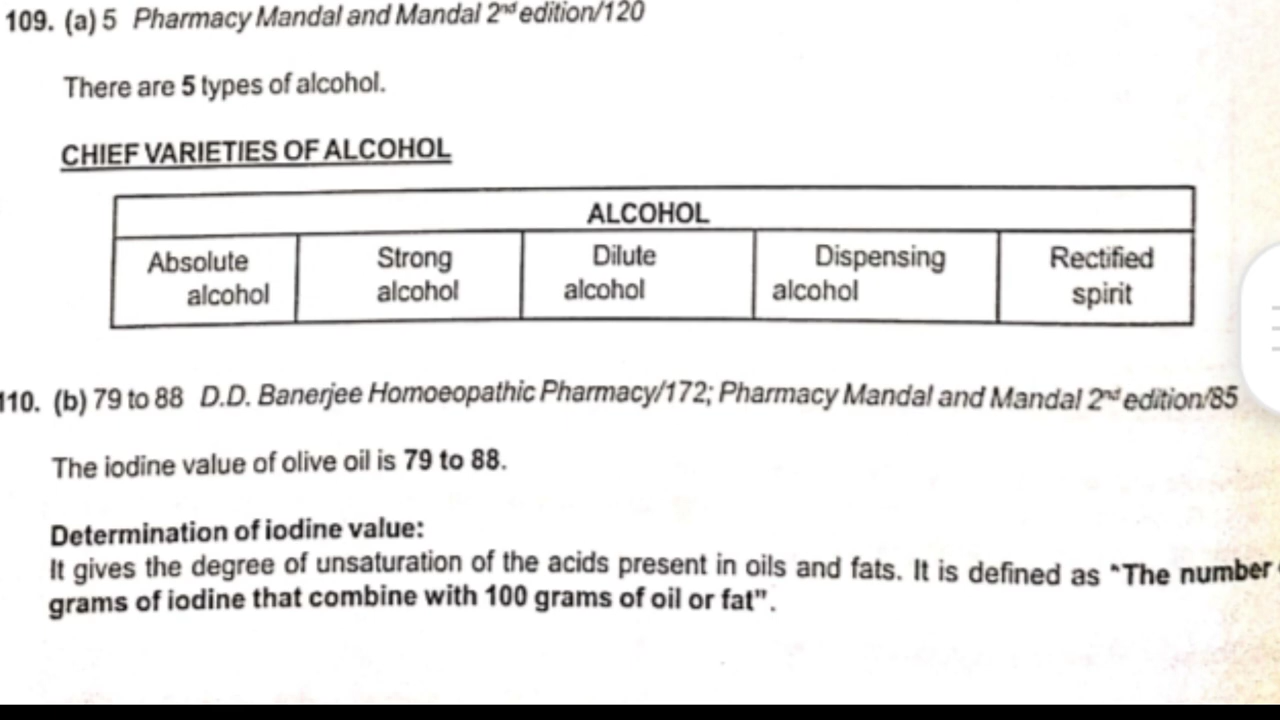 109. (a) 5 Pharmacy Mandal and Mandal 2nd edition/120
There are 5 types of alcohol.
CHIEF VARIETIES OF ALCOHOL
ALCOHOL
Absolute alcohol
Strong alcohol
Dilute alcohol
Dispensing alcohol
Rectified spirit
110. (b) 79 to 88 D.D. Banerjee Homoeopathic Pharmacy/172; Pharmacy Mandal and Mandal 2nd edition/85
The iodine value of olive oil is 79 to 88.
Determination of iodine value:
It gives the degree of unsaturation of the acids present in oils and fats. It is defined as "The number
grams of iodine that combine with 100 grams of oil or fat".